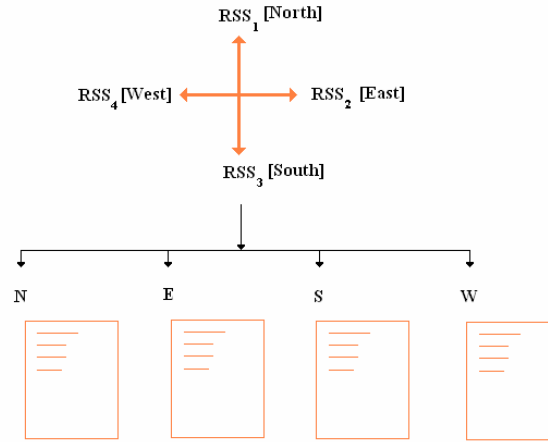 RSS1 [North]
RSS4 [West] RSS2 [East]
RSS3 [South]
N E S W